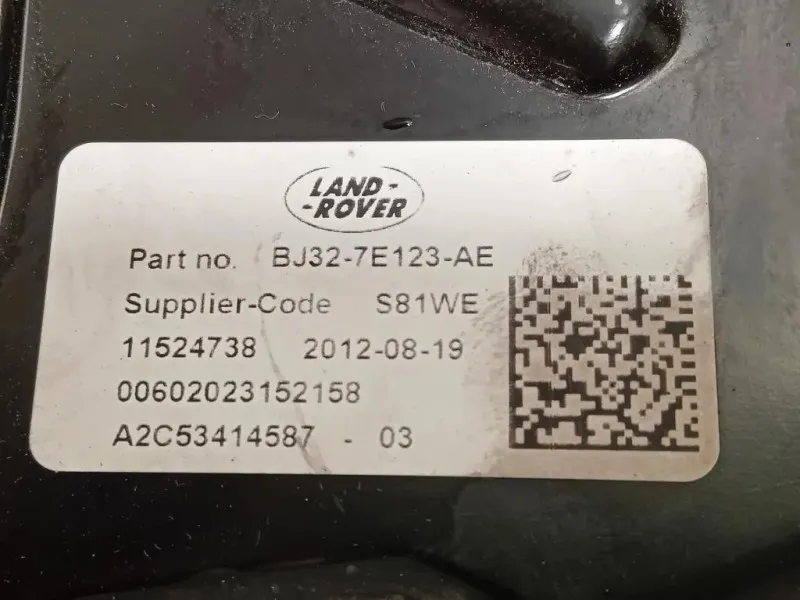 LAND-
-ROVER
Part no. BJ32-7E123-AE
Supplier-Code S81WE
11524738 2012-08-19
00602023152158
A2C53414587 - 03